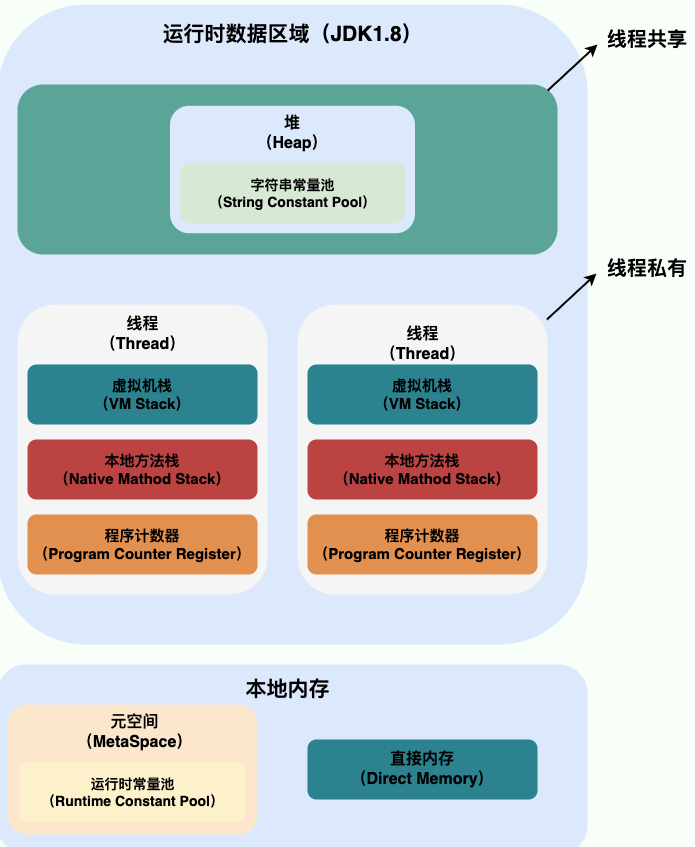 运行时数据区域（JDK1.8）
线程共享
堆
（Heap）
字符串常量池
（String Constant Pool）
线程私有
线程
（Thread）
虚拟机栈
（VM Stack）
本地方法栈
（Native Mathod Stack）
程序计数器
（Program Counter Register）
线程
（Thread）
虚拟机栈
（VM Stack）
本地方法栈
（Native Mathod Stack）
程序计数器
（Program Counter Register）
本地内存
元空间
（MetaSpace）
运行时常量池
（Runtime Constant Pool）
直接内存
（Direct Memory）